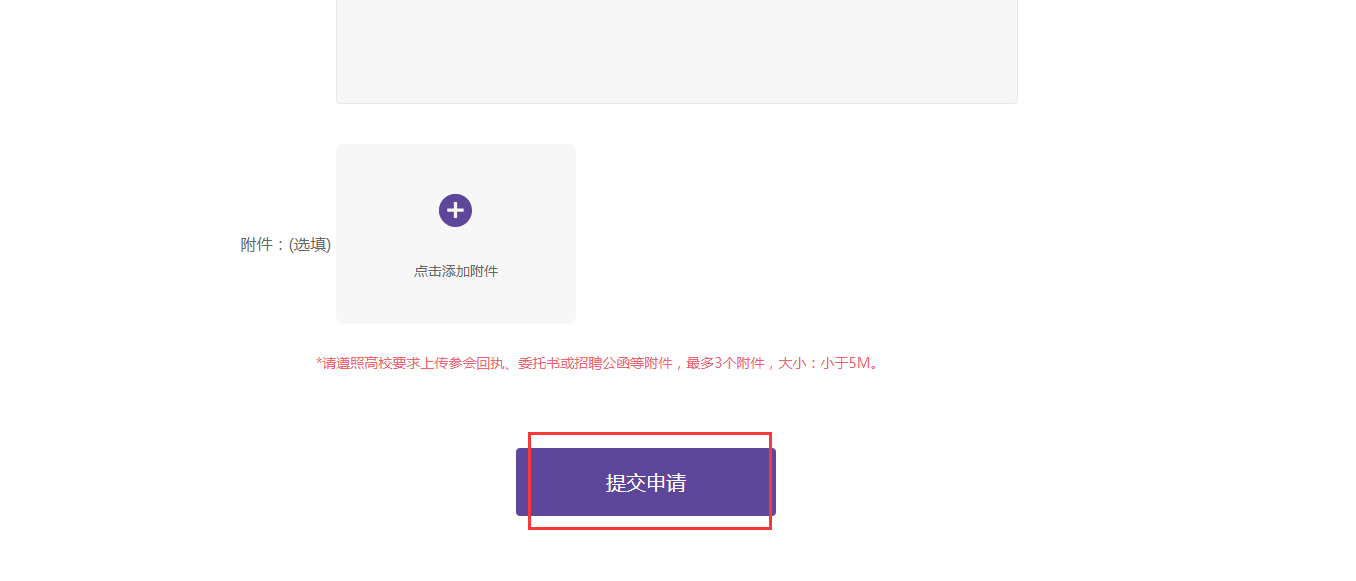 点击添加附件
附件：(选填)
*请遵照高校要求上传参会回执、委托书或招聘公函等附件，最多3个附件，大小：小于5M。
提交申请